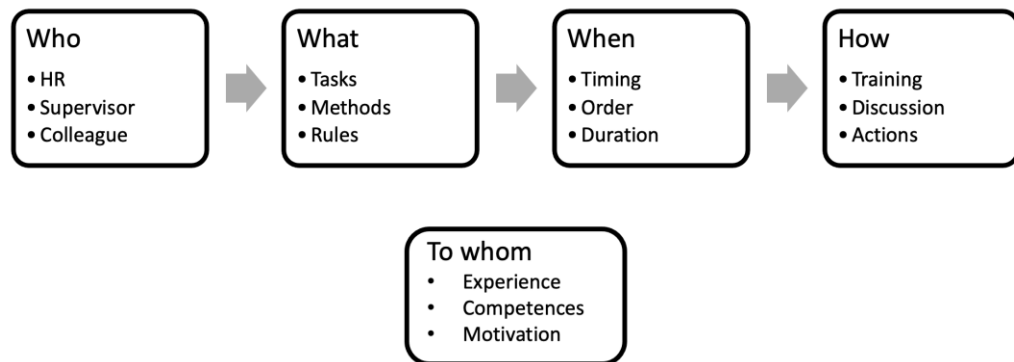 Who
• HR
• Supervisor
• Colleague
What
• Tasks
• Methods
• Rules
When
• Timing
• Order
• Duration
How
• Training
• Discussion
• Actions
To whom
• Experience
• Competences
• Motivation